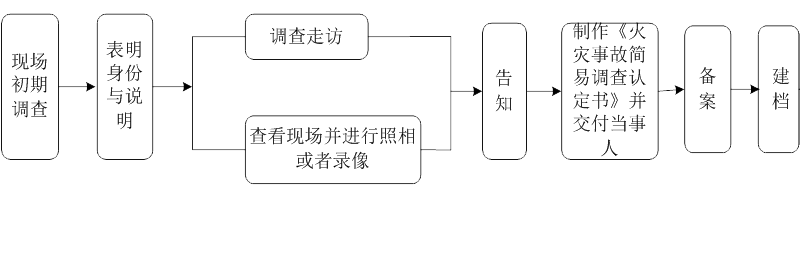 现场
初期
调查
表明
身份
与说
明
调查走访
查看现场并进行照相
或者录像
告
知
制作《火
灾事故简
易调查认
定书》并
交付当事
人
备
案
建
档